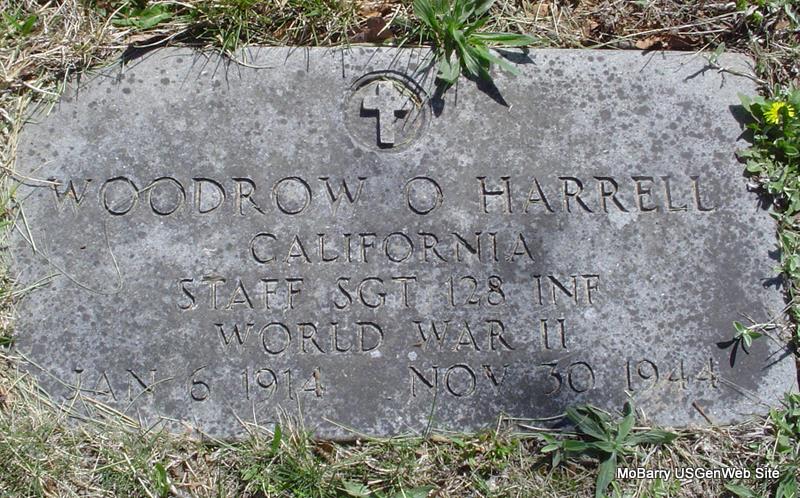 WOODROW O HARRELL
CALIFORNIA
STAFF SGT 128 INF
WORLD WAR II
JAN 6 1914 NOV 30 1944
MoBarry USGenWeb Site